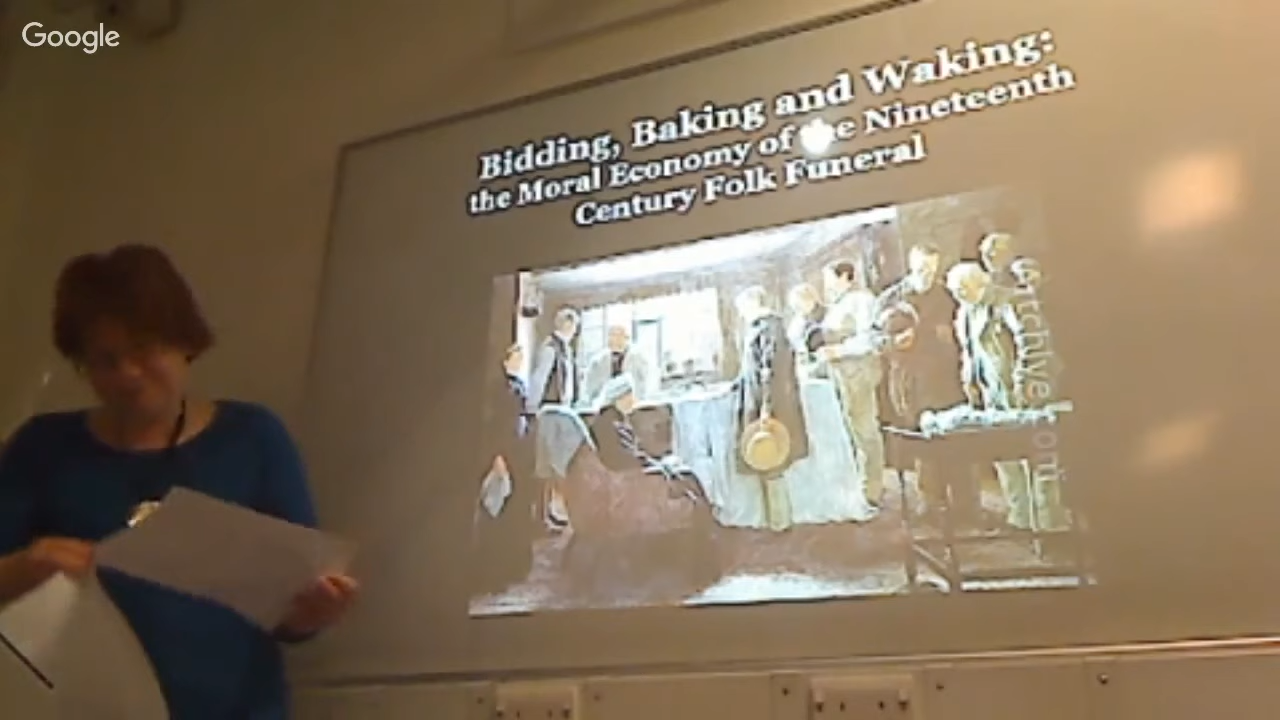 Google
Bidding, Baking and Waking:
the Moral Economy of the Nineteenth
Century Folk Funeral